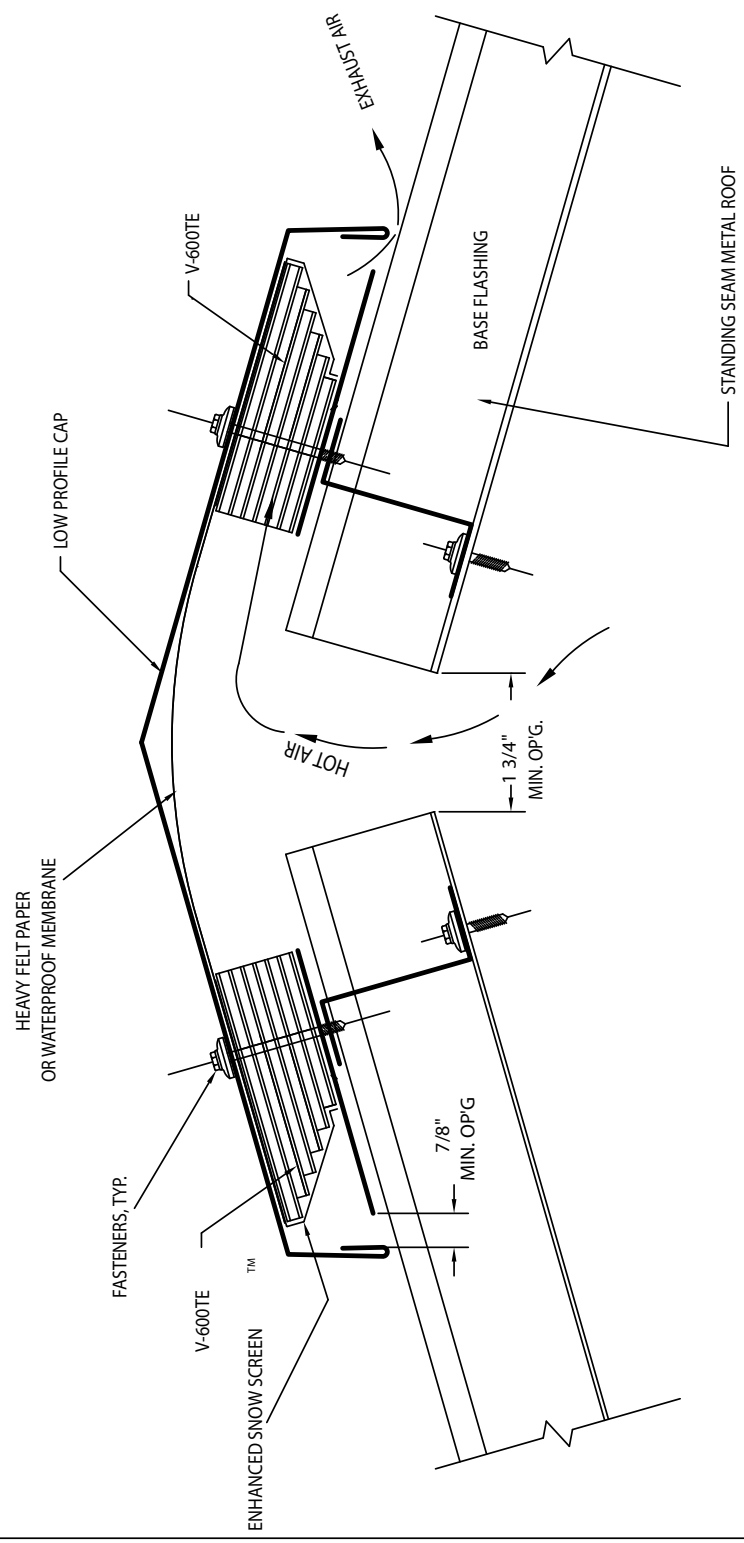 HEAVY FELT PAPER
OR WATERPROOF MEMBRANE
LOW PROFILE CAP
FASTENERS, TYP.
V-600TE
V-600TE
™
ENHANCED SNOW SCREEN
HOT AIR
EXHAUST AIR
7/8"
MIN. OP'G
1 3/4"
MIN. OP'G.
BASE FLASHING
STANDING SEAM METAL ROOF